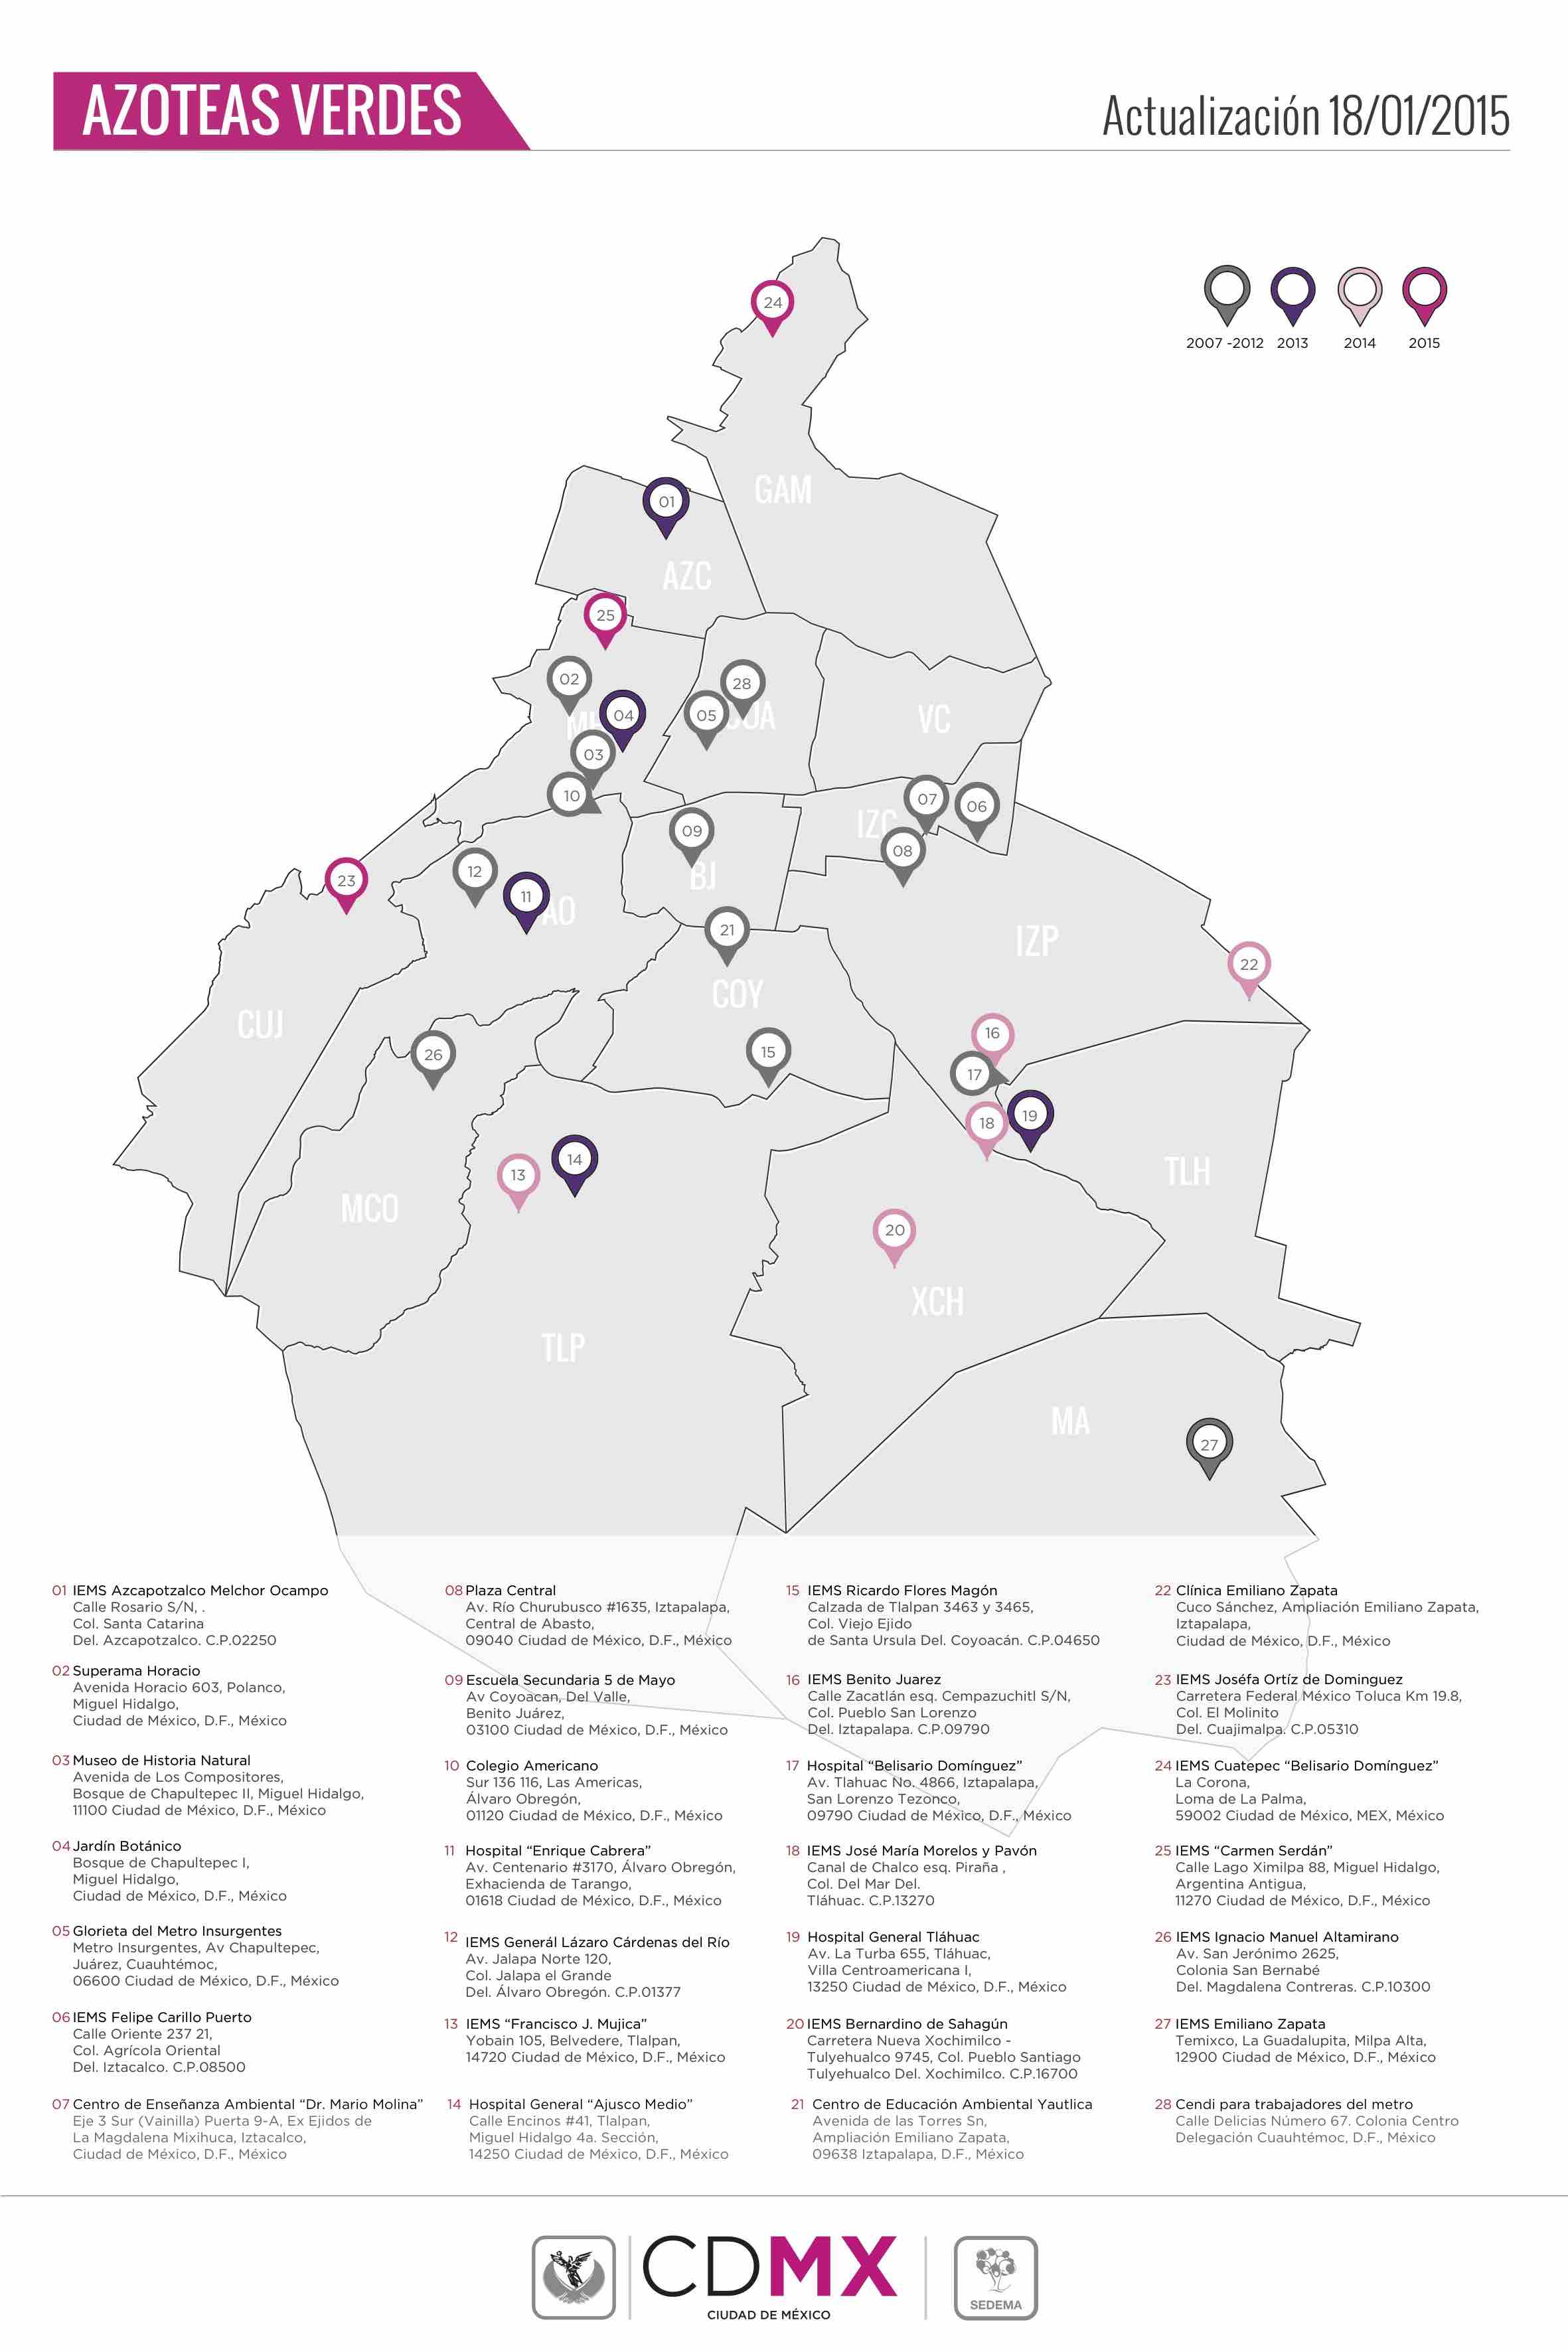 AZOTEAS VERDES
Actualización 18/01/2015
2007 -2012
2013
2014
2015
24
GAM
01
AZC
25
02
28
04
05
CUA
VC
MH
03
10
07
06
IZC
09
08
BJ
12
23
11
AO
21
IZP
22
COY
CUJ
16
15
26
17
19
18
14
13
TLH
MCO
20
XCH
TLP
MA
27
01 IEMS Azcapotzalco Melchor Ocampo
Calle Rosario S/N, .
Col. Santa Catarina
Del. Azcapotzalco. C.P.02250
02 Superama Horacio
Avenida Horacio 603, Polanco,
Miguel Hidalgo,
Ciudad de México, D.F., México
03 Museo de Historia Natural
Avenida de Los Compositores,
Bosque de Chapultepec II, Miguel Hidalgo,
11100 Ciudad de México, D.F., México
04 Jardín Botánico
Bosque de Chapultepec I,
Miguel Hidalgo,
Ciudad de México, D.F., México
05 Glorieta del Metro Insurgentes
Metro Insurgentes, Av Chapultepec,
Juárez, Cuauhtémoc,
06600 Ciudad de México, D.F., México
06 IEMS Felipe Carillo Puerto
Calle Oriente 237 21,
Col. Agrícola Oriental
Del. Iztacalco. C.P.08500
07 Centro de Enseñanza Ambiental “Dr. Mario Molina”
Eje 3 Sur (Vainilla) Puerta 9-A, Ex Ejidos de
La Magdalena Mixihuca, Iztacalco,
Ciudad de México, D.F., México
08 Plaza Central
Av. Río Churubusco #1635, Iztapalapa,
Central de Abasto,
09040 Ciudad de México, D.F., México
09 Escuela Secundaria 5 de Mayo
Av Coyoacan, Del Valle,
Benito Juárez,
03100 Ciudad de México, D.F., México
10 Colegio Americano
Sur 136 116, Las Americas,
Álvaro Obregón,
01120 Ciudad de México, D.F., México
11 Hospital “Enrique Cabrera”
Av. Centenario #3170, Álvaro Obregón,
Exhacienda de Tarango,
01618 Ciudad de México, D.F., México
12 IEMS Generál Lázaro Cárdenas del Río
Av. Jalapa Norte 120,
Col. Jalapa el Grande
Del. Álvaro Obregón. C.P.01377
13 IEMS “Francisco J. Mujica”
Yobain 105, Belvedere, Tlalpan,
14720 Ciudad de México, D.F., México
14 Hospital General “Ajusco Medio”
Calle Encinos #41, Tlalpan,
Miguel Hidalgo 4a. Sección,
14250 Ciudad de México, D.F., México
15 IEMS Ricardo Flores Magón
Calzada de Tlalpan 3463 y 3465,
Col. Viejo Ejido
de Santa Ursula Del. Coyoacán. C.P.04650
16 IEMS Benito Juarez
Calle Zacatlán esq. Cempazuchitl S/N,
Col. Pueblo San Lorenzo
Del. Iztapalapa. C.P.09790
17 Hospital “Belisario Domínguez”
Av. Tlahuac No. 4866, Iztapalapa,
San Lorenzo Tezonco,
09790 Ciudad de México, D.F., México
18 IEMS José María Morelos y Pavón
Canal de Chalco esq. Piraña ,
Col. Del Mar Del.
Tláhuac. C.P.13270
19 Hospital General Tláhuac
Av. La Turba 655, Tláhuac,
Villa Centroamericana I,
13250 Ciudad de México, D.F., México
20 IEMS Bernardino de Sahagún
Carretera Nueva Xochimilco -
Tulyehualco 9745, Col. Pueblo Santiago
Tulyehualco Del. Xochimilco. C.P.16700
21 Centro de Educación Ambiental Yautlica
Avenida de las Torres Sn,
Ampliación Emiliano Zapata,
09638 Iztapalapa, D.F., México
22 Clínica Emiliano Zapata
Cuco Sánchez, Ampliación Emiliano Zapata,
Iztapalapa,
Ciudad de México, D.F., México
23 IEMS Joséfa Ortíz de Dominguez
Carretera Federal México Toluca Km 19.8,
Col. El Molinito
Del. Cuajimalpa. C.P.05310
24 IEMS Cuatepec “Belisario Domínguez”
La Corona,
Loma de La Palma,
59002 Ciudad de México, MEX, México
25 IEMS “Carmen Serdán”
Calle Lago Ximilpa 88, Miguel Hidalgo,
Argentina Antigua,
11270 Ciudad de México, D.F., México
26 IEMS Ignacio Manuel Altamirano
Av. San Jerónimo 2625,
Colonia San Bernabé
Del. Magdalena Contreras. C.P.10300
27 IEMS Emiliano Zapata
Temixco, La Guadalupita, Milpa Alta,
12900 Ciudad de México, D.F., México
28 Cendi para trabajadores del metro
Calle Delicias Número 67. Colonia Centro
Delegación Cuauhtémoc, D.F., México
CDMX
CIUDAD DE MÉXICO
SEDEMA